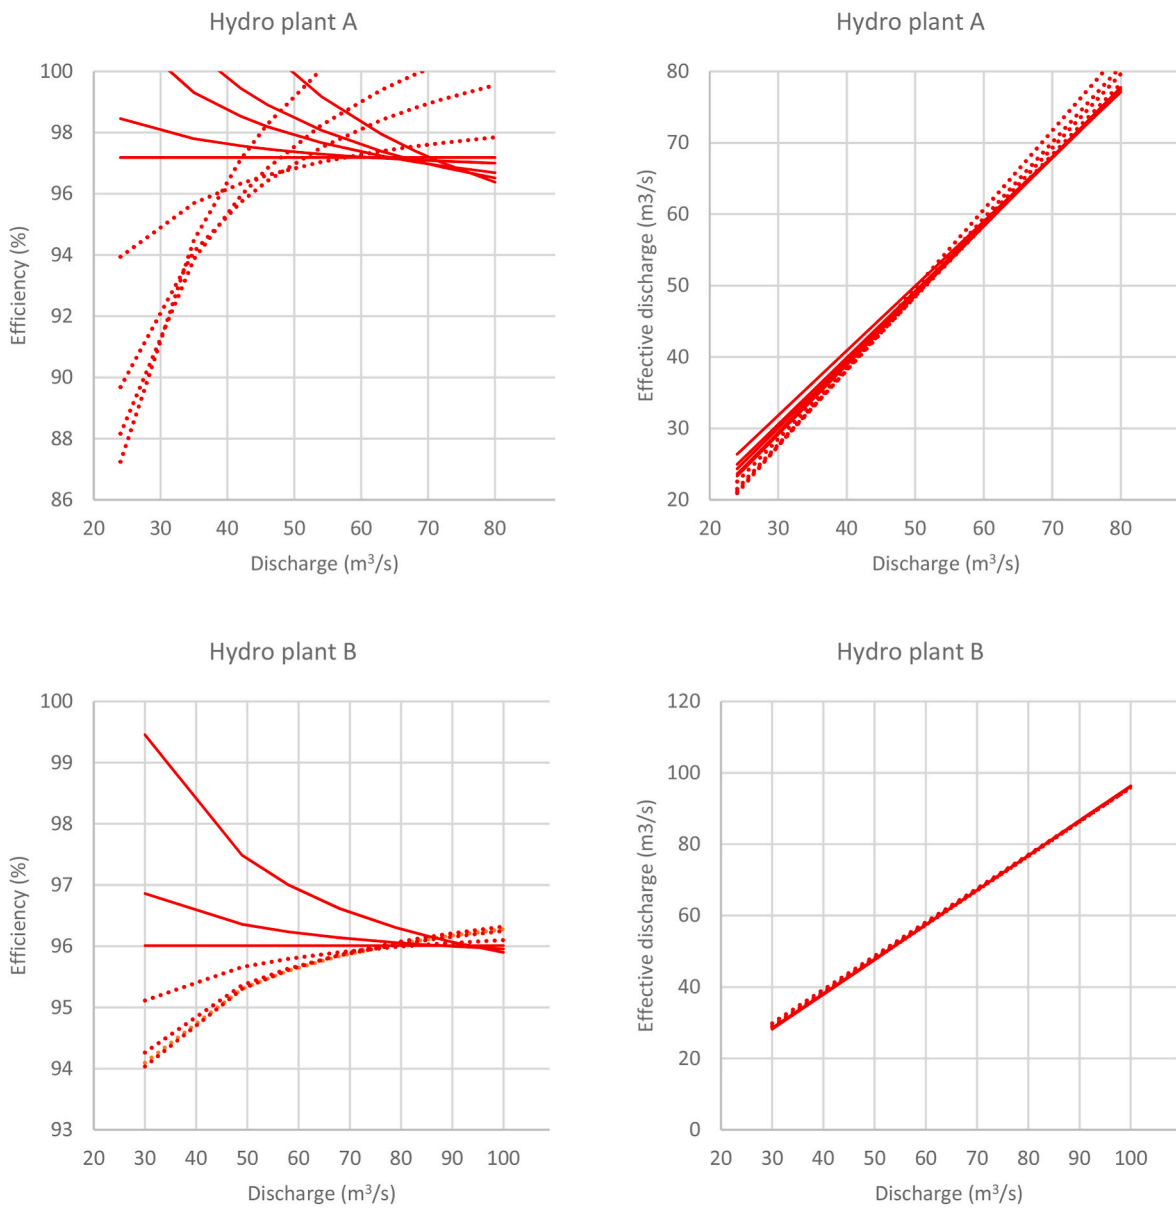 Hydro plant A
Efficiency (%)
100
98
96
94
92
90
88
86
20 30 40 50 60 70 80
Discharge (m³/s)
Hydro plant A
Effective discharge (m3/s)
80
70
60
50
40
30
20
20 30 40 50 60 70 80
Discharge (m³/s)
Hydro plant B
Efficiency (%)
100
99
98
97
96
95
94
93
20 30 40 50 60 70 80 90 100
Discharge (m³/s)
Hydro plant B
Effective discharge (m3/s)
120
100
80
60
40
20
0
20 30 40 50 60 70 80 90 100
Discharge (m³/s)